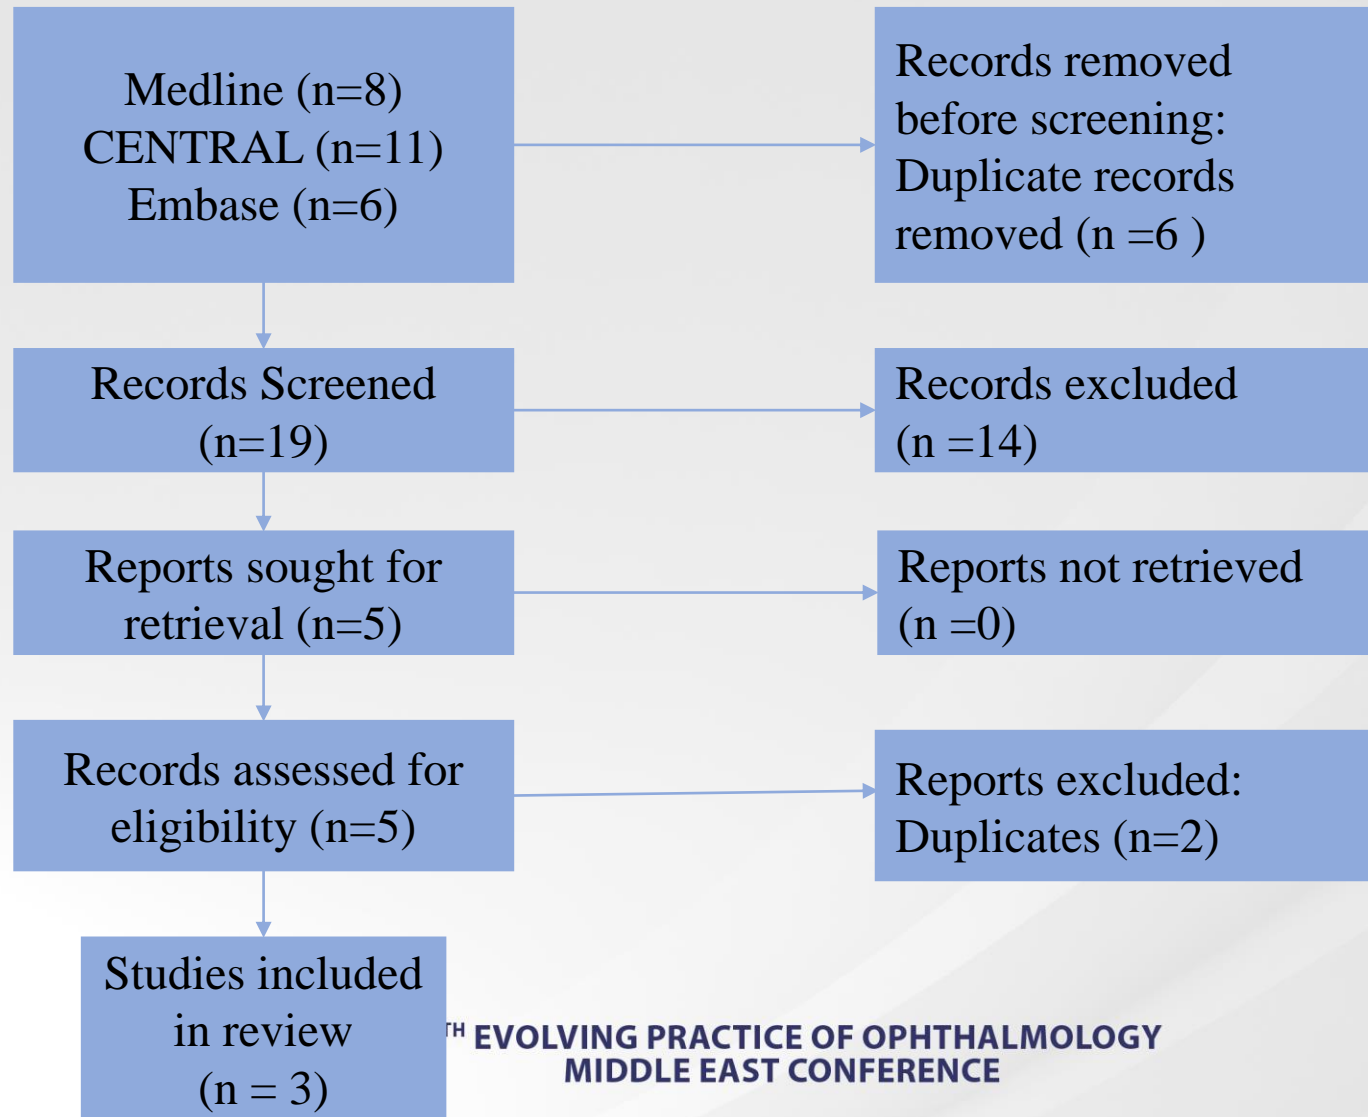 Medline (n=8)
CENTRAL (n=11)
Embase (n=6)
Records removed
before screening:
Duplicate records
removed (n =6 )
Records Screened
(n=19)
Records excluded
(n =14)
Reports sought for
retrieval (n=5)
Reports not retrieved
(n =0)
Records assessed for
eligibility (n=5)
Reports excluded:
Duplicates (n=2)
Studies included
in review
(n = 3)
TH EVOLVING PRACTICE OF OPHTHALMOLOGY
MIDDLE EAST CONFERENCE